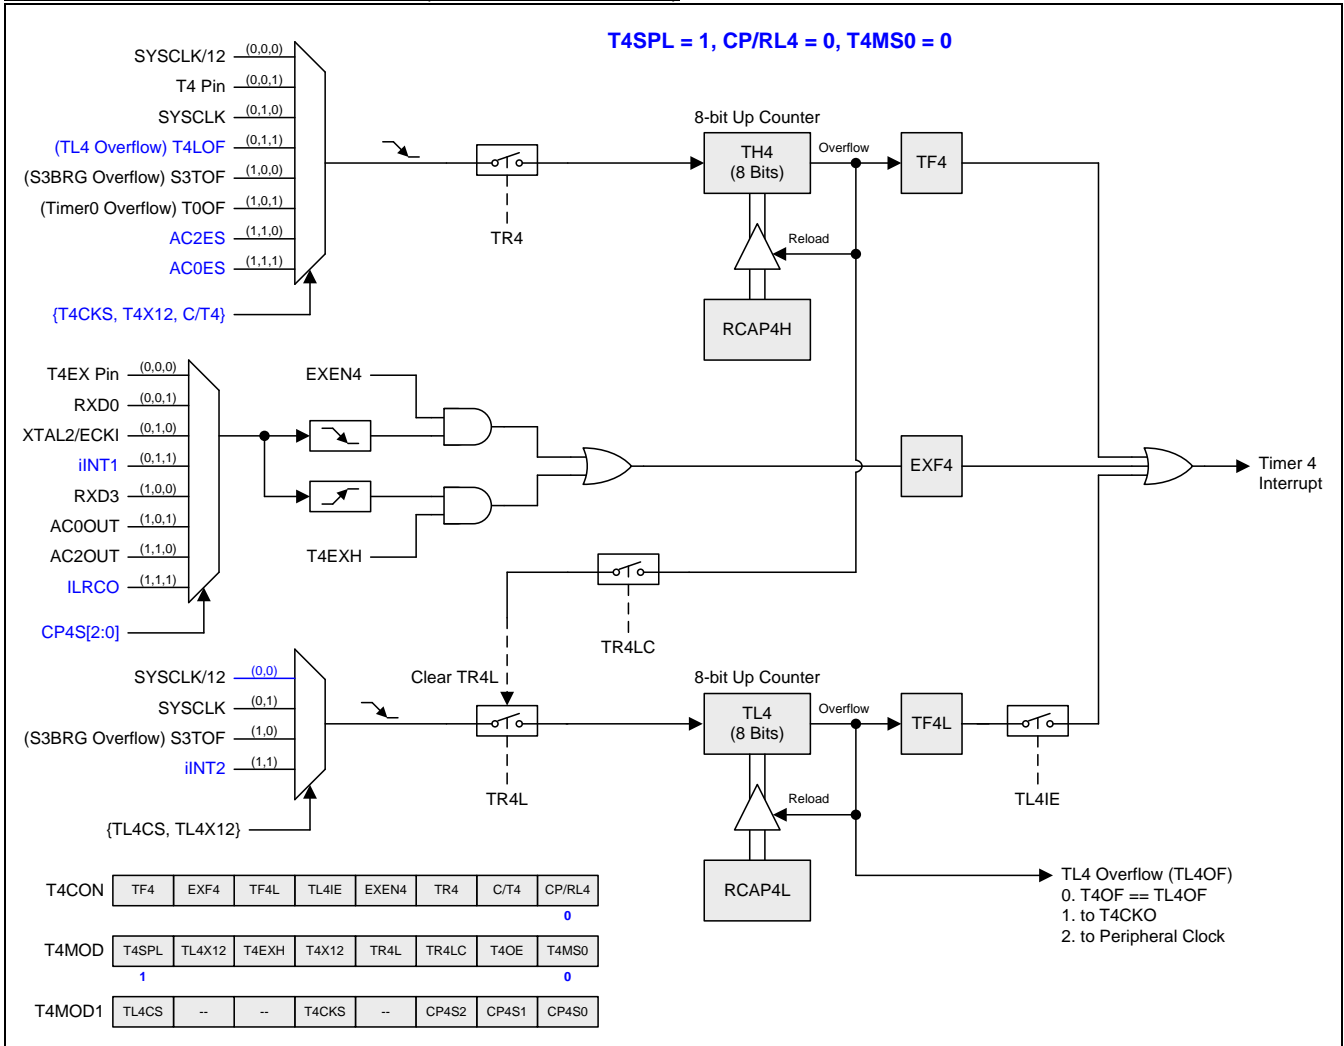 T4SPL = 1, CP/RL4 = 0, T4MS0 = 0
SYSCLK/12 (0,0,0)
T4 Pin (0,0,1)
SYSCLK (0,1,0)
(TL4 Overflow) T4LOF (0,1,1)
(S3BRG Overflow) S3TOF (1,0,0)
(Timer0 Overflow) T0OF (1,0,1)
AC2ES (1,1,0)
AC0ES (1,1,1)
{T4CKS, T4X12, C/T4}
TR4
8-bit Up Counter
TH4
(8 Bits)
Overflow
TF4
Reload
RCAP4H
T4EX Pin (0,0,0)
RXD0 (0,0,1)
XTAL2/ECKI (0,1,0)
iINT1 (0,1,1)
RXD3 (1,0,0)
AC0OUT (1,0,1)
AC2OUT (1,1,0)
ILRCO (1,1,1)
CP4S[2:0]
EXEN4
T4EXH
EXF4
Timer 4
Interrupt
TR4LC
Clear TR4L
SYSCLK/12 (0,0)
SYSCLK (0,1)
(S3BRG Overflow) S3TOF (1,0)
iINT2 (1,1)
{TL4CS, TL4X12}
TR4L
8-bit Up Counter
TL4
(8 Bits)
Overflow
TF4L
TL4IE
Reload
RCAP4L
TL4 Overflow (TL4OF)
0. T4OF == TL4OF
1. to T4CKO
2. to Peripheral Clock
T4CON TF4 EXF4 TF4L TL4IE EXEN4 TR4 C/T4 CP/RL4
0
T4MOD T4SPL TL4X12 T4EXH T4X12 TR4L TR4LC T4OE T4MS0
1 0
T4MOD1 TL4CS -- -- T4CKS -- CP4S2 CP4S1 CP4S0